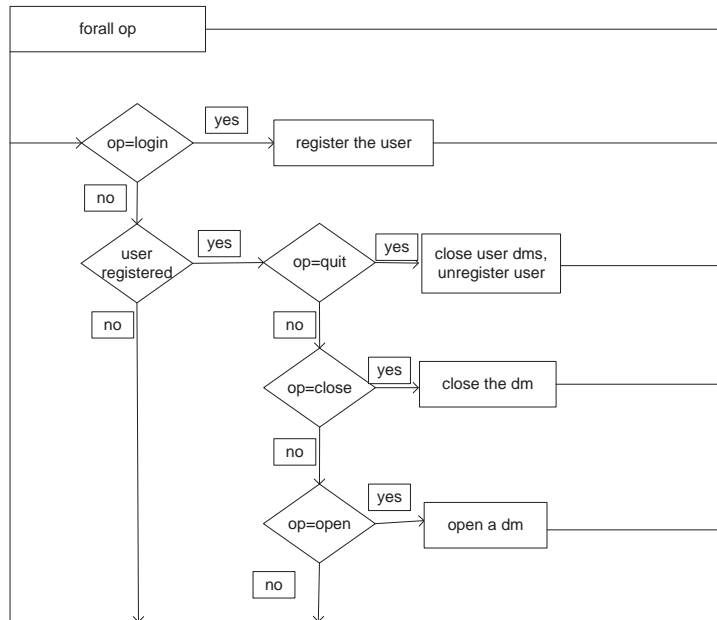 forall op
yes
op=login
register the user
no
user
registered
yes
op=quit
yes
close user dms,
unregister user
no
no
op=close
yes
close the dm
no
op=open
yes
open a dm
no